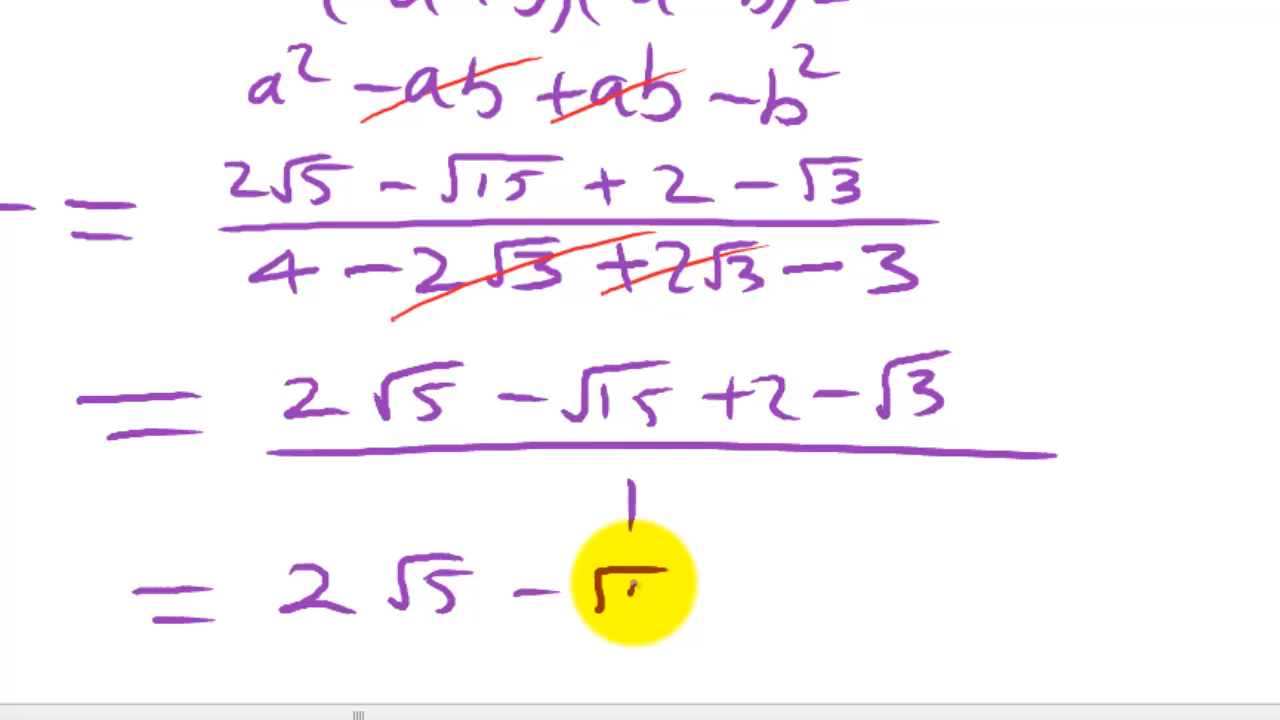 a² - ab + ab - b²
= 2√5 - √15 + 2 - √3
4 - 2√3 + 2√3 - 3
= 2√5 - √15 + 2 - √3
1
= 2√5 - √